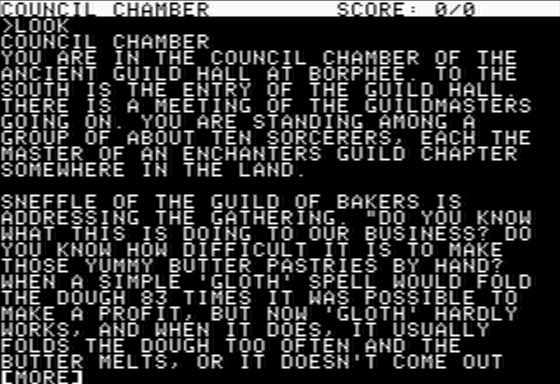 COUNCIL CHAMBER SCORE: 0/0
>LOOK
COUNCIL CHAMBER
YOU ARE IN THE COUNCIL CHAMBER OF THE
ANCIENT GUILD HALL AT BORPHEE. TO THE
SOUTH IS THE ENTRY OF THE GUILD HALL.
THERE IS A MEETING OF THE GUILDMASTERS
GOING ON. YOU ARE STANDING AMONG A
GROUP OF ABOUT TEN SORCERERS, EACH THE
MASTER OF AN ENCHANTERS GUILD CHAPTER
SOMEWHERE IN THE LAND.
SNEFFLE OF THE GUILD OF BAKERS IS
ADDRESSING THE GATHERING. "DO YOU KNOW
WHAT THIS IS DOING TO OUR BUSINESS? DO
YOU KNOW HOW DIFFICULT IT IS TO MAKE
THOSE YUMMY BUTTER PASTRIES BY HAND?
WHEN A SIMPLE 'GLOTH' SPELL WOULD FOLD
THE DOUGH 83 TIMES IT WAS POSSIBLE TO
MAKE A PROFIT, BUT NOW 'GLOTH' HARDLY
WORKS, AND WHEN IT DOES, IT USUALLY
FOLDS THE DOUGH TOO OFTEN AND THE
BUTTER MELTS, OR IT DOESN'T COME OUT
[MORE]